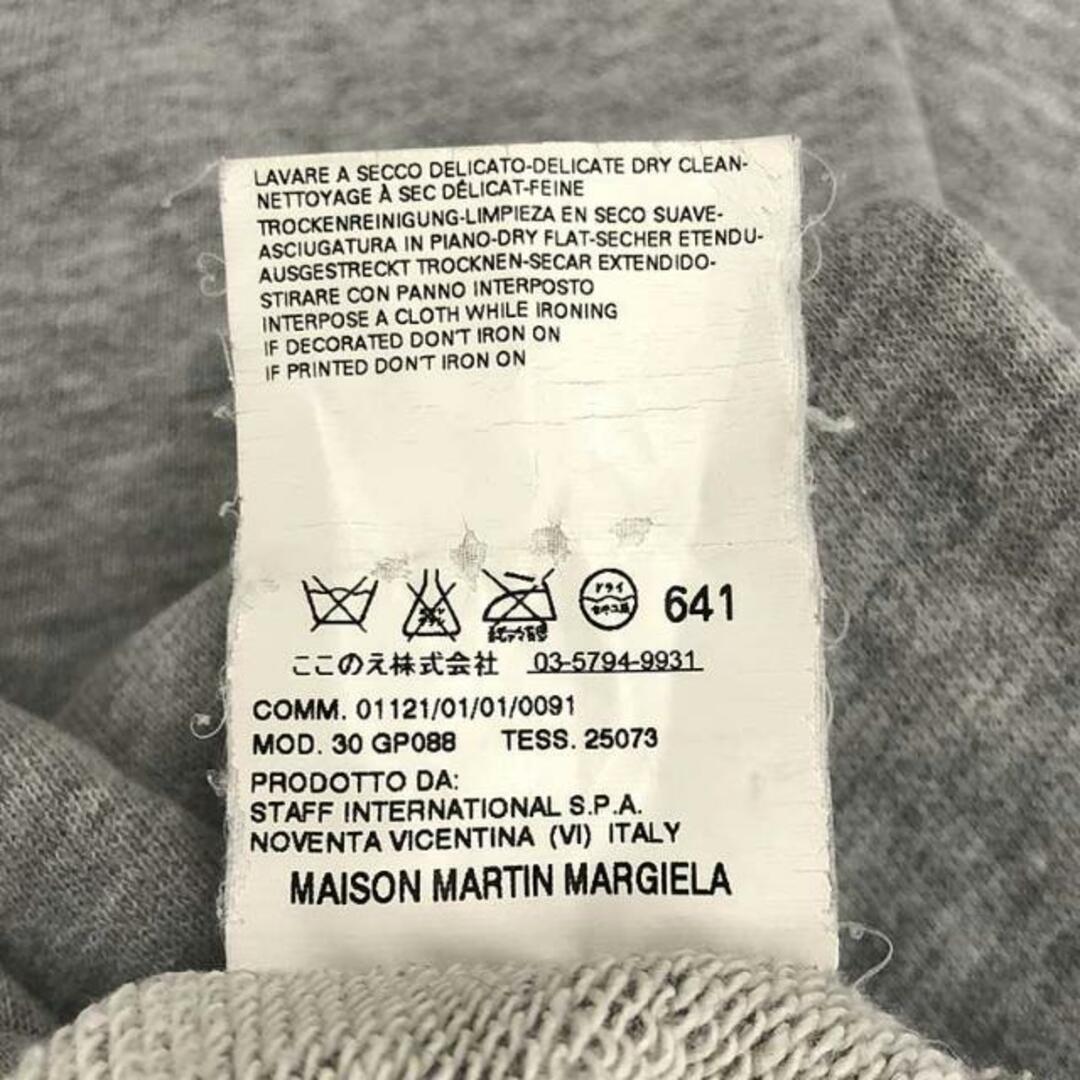 LAVARE A SECCO DELICATO-DELICATE DRY CLEAN-
NETTOYAGE À SEC DÉLICAT-FEINE
TROCKENREINIGUNG-LIMPIEZA EN SECO SUAVE-
ASCIUGATURA IN PIANO-DRY FLAT-SECHER ETENDU-
AUSGESTRECKT TROCKNEN-SECAR EXTENDIDO-
STIRARE CON PANNO INTERPOSTO
INTERPOSE A CLOTH WHILE IRONING
IF DECORATED DON'T IRON ON
IF PRINTED DON'T IRON ON
ドライ
641
ここのえ株式会社 03-5794-9931
COMM. 01121/01/01/0091
MOD. 30 GP088 TESS. 25073
PRODOTTO DA:
STAFF INTERNATIONAL S.P.A.
NOVENTA VICENTINA (VI) ITALY
MAISON MARTIN MARGIELA